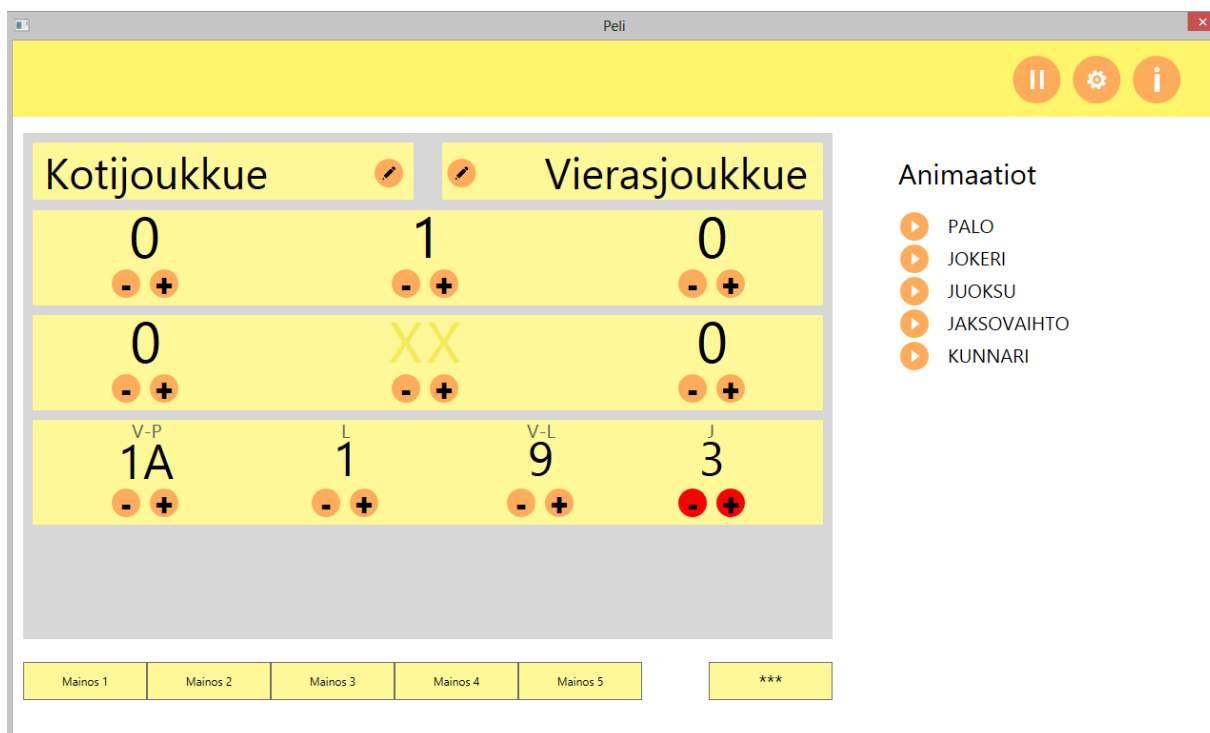 Peli
Kotijoukkue Vierasjoukkue
0 1 0
- + - + - +
0 XX 0
- + - + - +
V-P L V-L J
1A 1 9 3
- + - + - + - +
Mainos 1 Mainos 2 Mainos 3 Mainos 4 Mainos 5 ***
Animaatiot
PALO
JOKERI
JUOKSU
JAKSOVAIHTO
KUNNARI